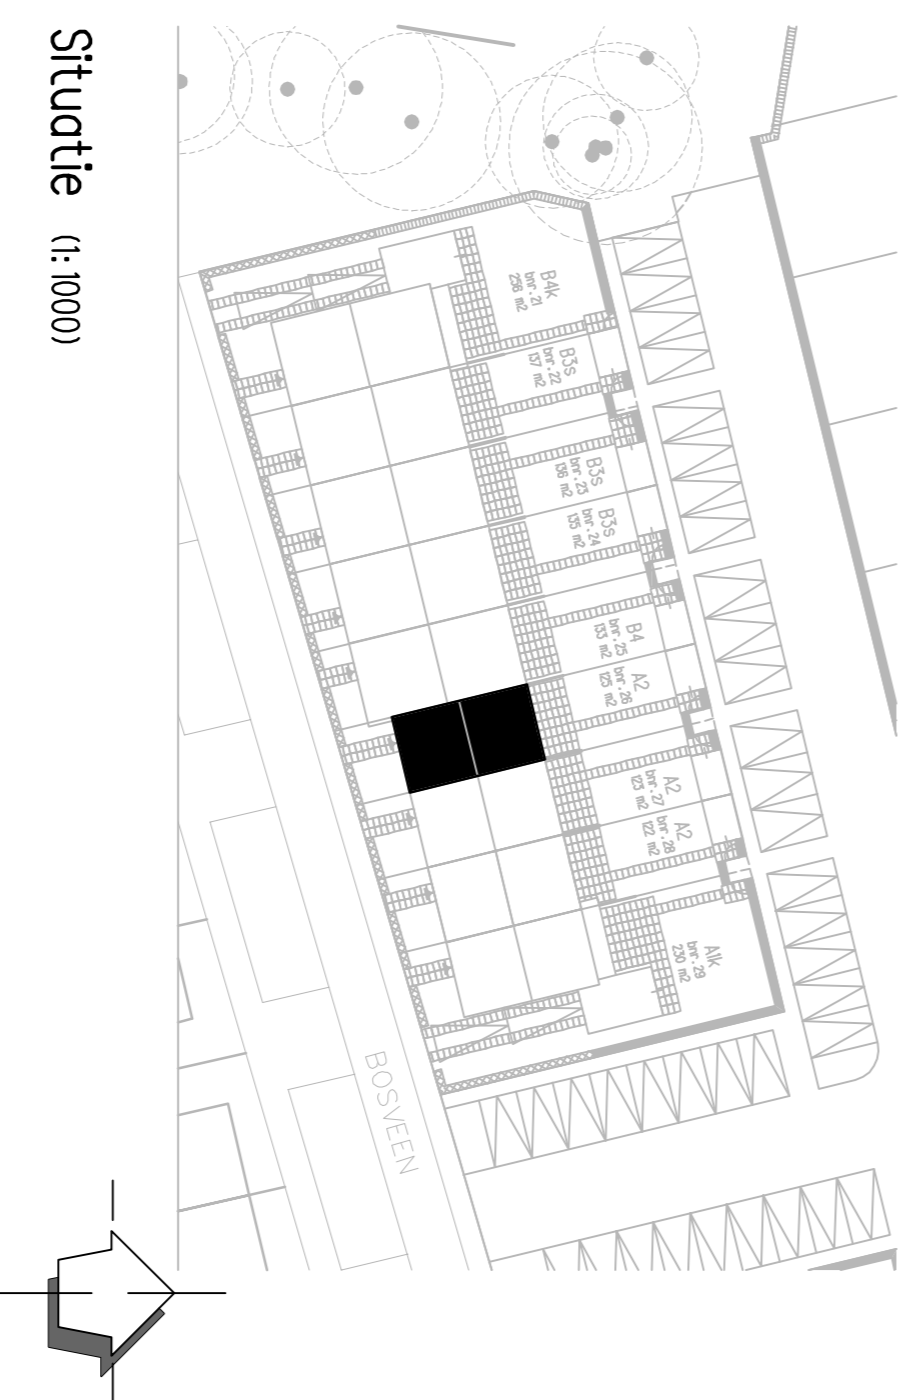 Situatie (1:1000)
B4k
bnr.21
256 m2
B3s
bnr.22
137 m2
B3s
bnr.23
136 m2
B3s
bnr.24
135 m2
B4
bnr.25
133 m2
A2
bnr.26
125 m2
A2
bnr.27
123 m2
A2
bnr.28
122 m2
A1k
bnr.29
230 m2
BOSVEEN